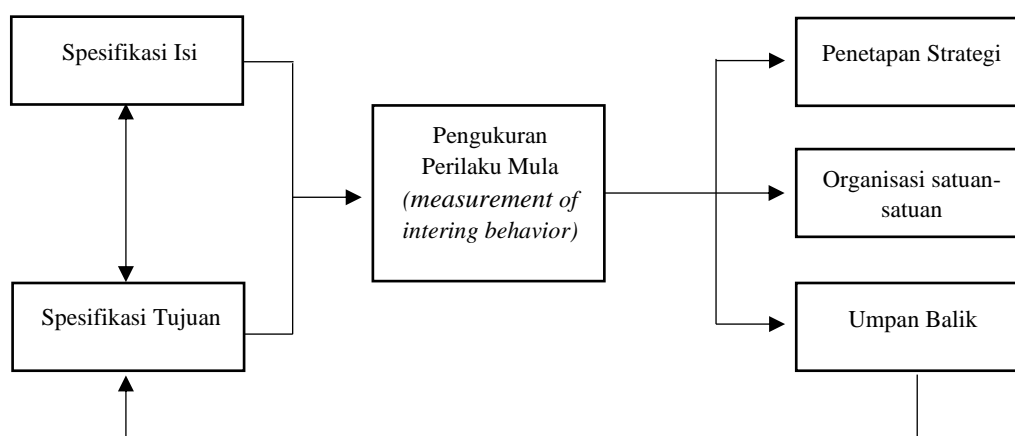 Spesifikasi Isi
Spesifikasi Tujuan
Pengukuran
Perilaku Mula
(measurement of
intering behavior)
Penetapan Strategi
Organisasi satuan-
satuan
Umpan Balik